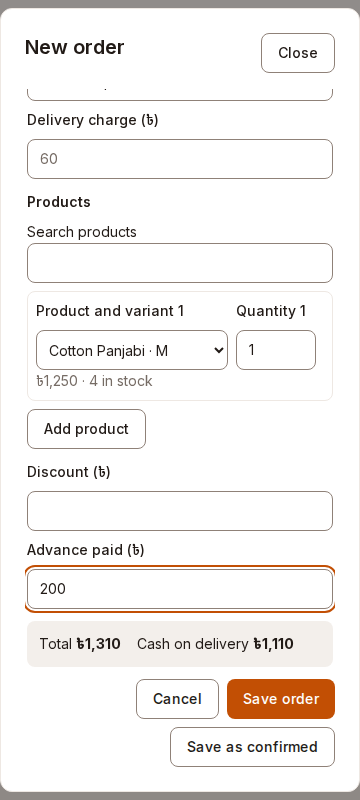 New order
Close
Delivery charge (৳)
60
Products
Search products
Product and variant 1
Quantity 1
Cotton Panjabi · M
1
৳1,250 · 4 in stock
Add product
Discount (৳)
Advance paid (৳)
200
Total ৳1,310 Cash on delivery ৳1,110
Cancel
Save order
Save as confirmed